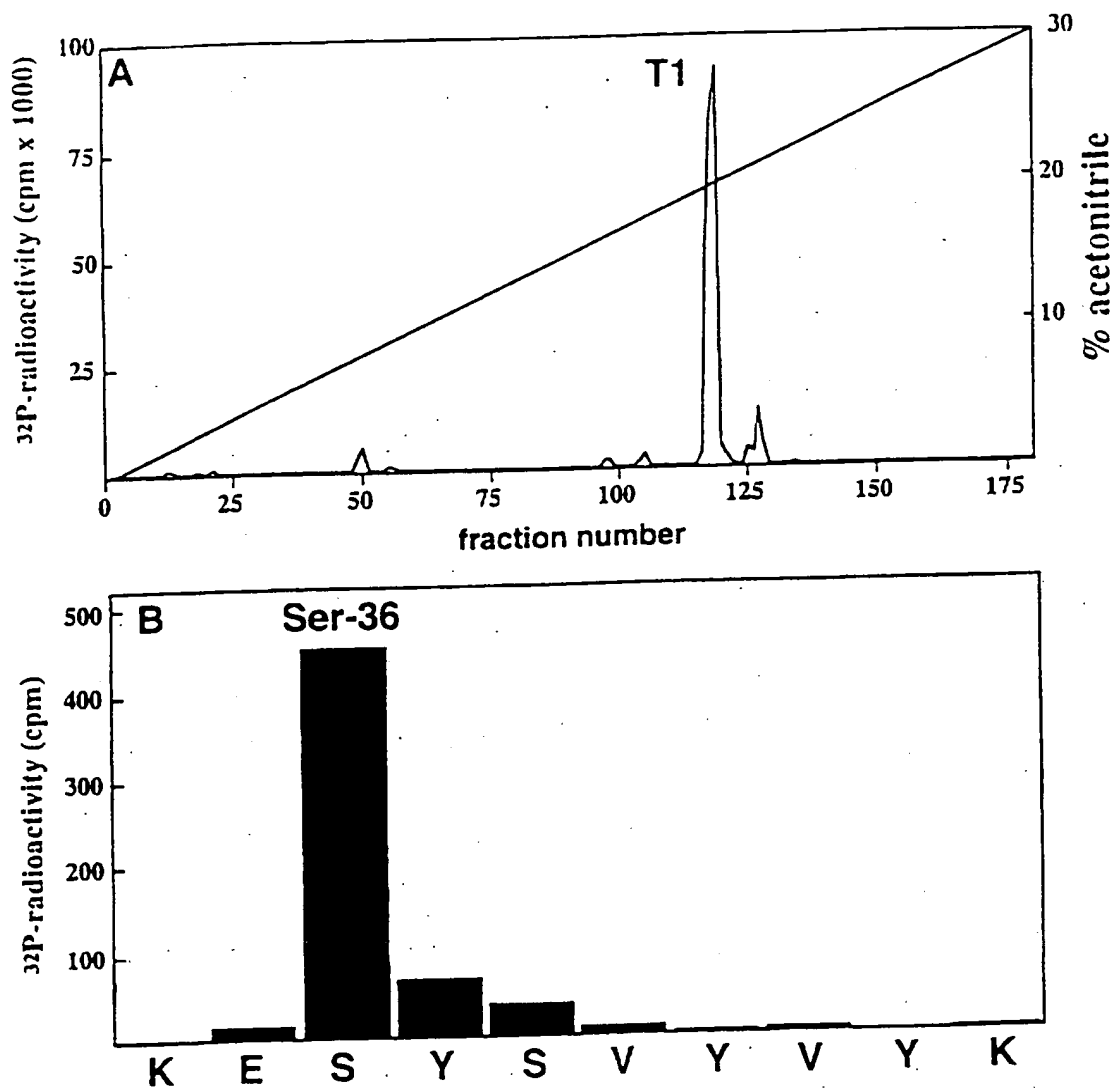 A
T1
100
75
50
25
30
20
10
32P-radioactivity (cpm x 1000)
% acetonitrile
0 25 50 75 100 125 150 175
fraction number
B
Ser-36
500
400
300
200
100
32P-radioactivity (cpm)
K E S Y S V Y V Y K